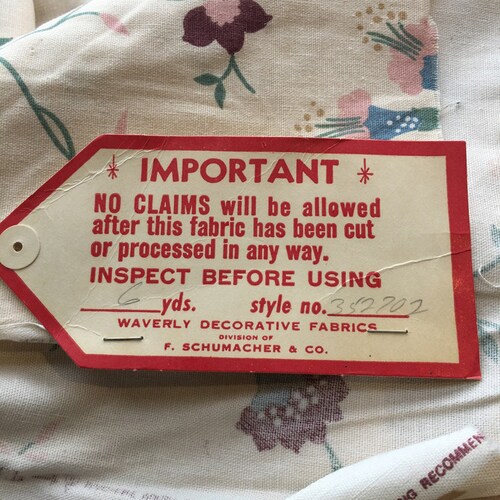 * IMPORTANT *
NO CLAIMS will be allowed
after this fabric has been cut
or processed in any way.
INSPECT BEFORE USING
6 yds. style no. 352702
WAVERLY DECORATIVE FABRICS
DIVISION OF
F. SCHUMACHER & CO.
RECOMMEN